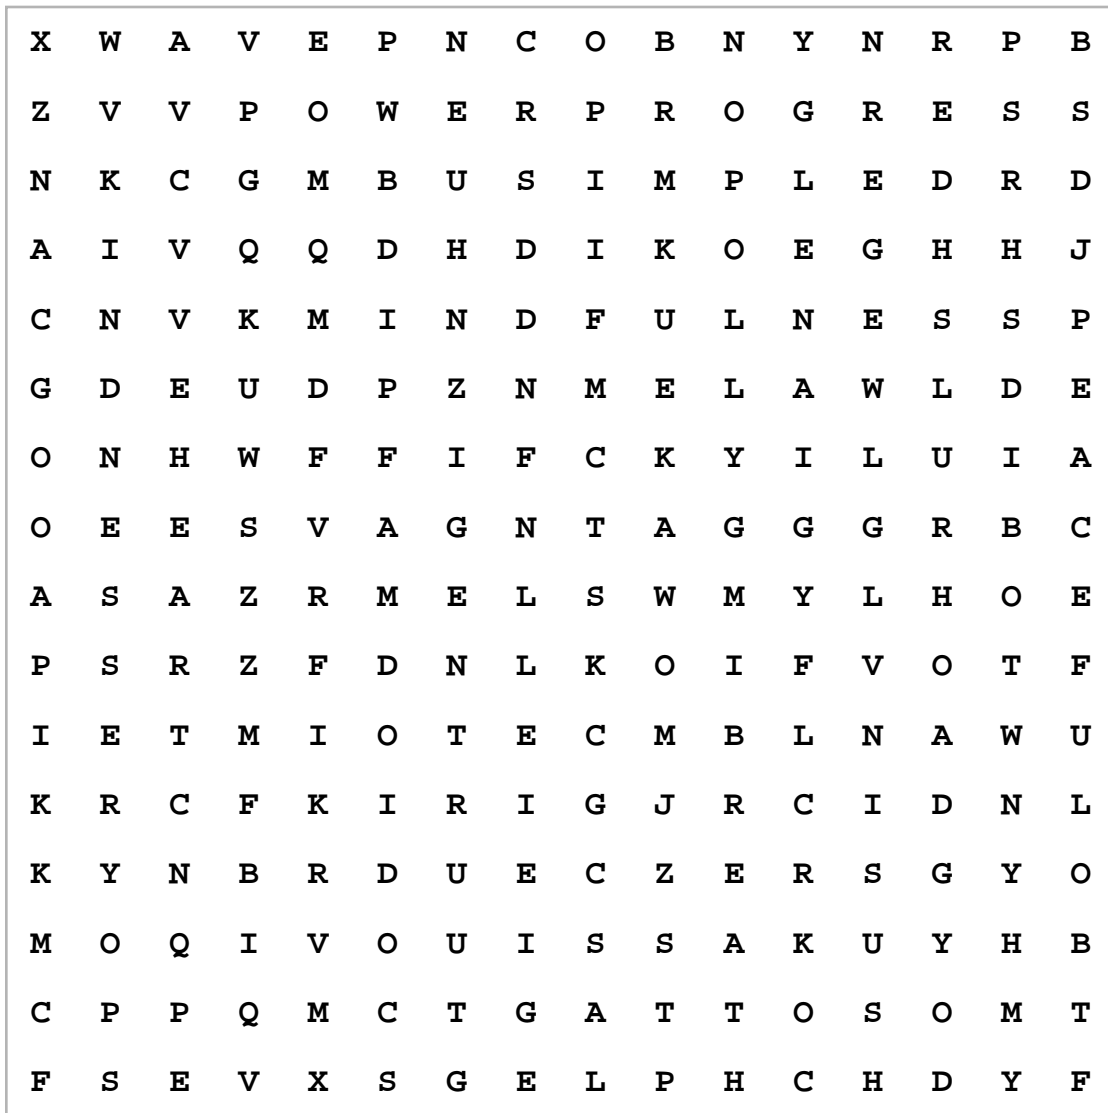 X W A V E P N C O B N Y N R P B
Z V V P O W E R P R O G R E S S
N K C G M B U S I M P L E D R D
A I V Q Q D H D I K O E G H H J
C N V K M I N D F U L N E S S P
G D E U D P Z N M E L A W L D E
O N H W F F I F C K Y I L U I A
O E E S V A G N T A G G G R B C
A S A Z R M E L S W M Y L H O E
P S R Z F D N L K O I F V O T F
I E T M I O T E C M B L N A W U
K R C F K I R I G J R C I D N L
K Y N B R D U E C Z E R S G Y O
M O Q I V O U I S S A K U Y H B
C P P Q M C T G A T T O S O M T
F S E V X S G E L P H C H D Y F